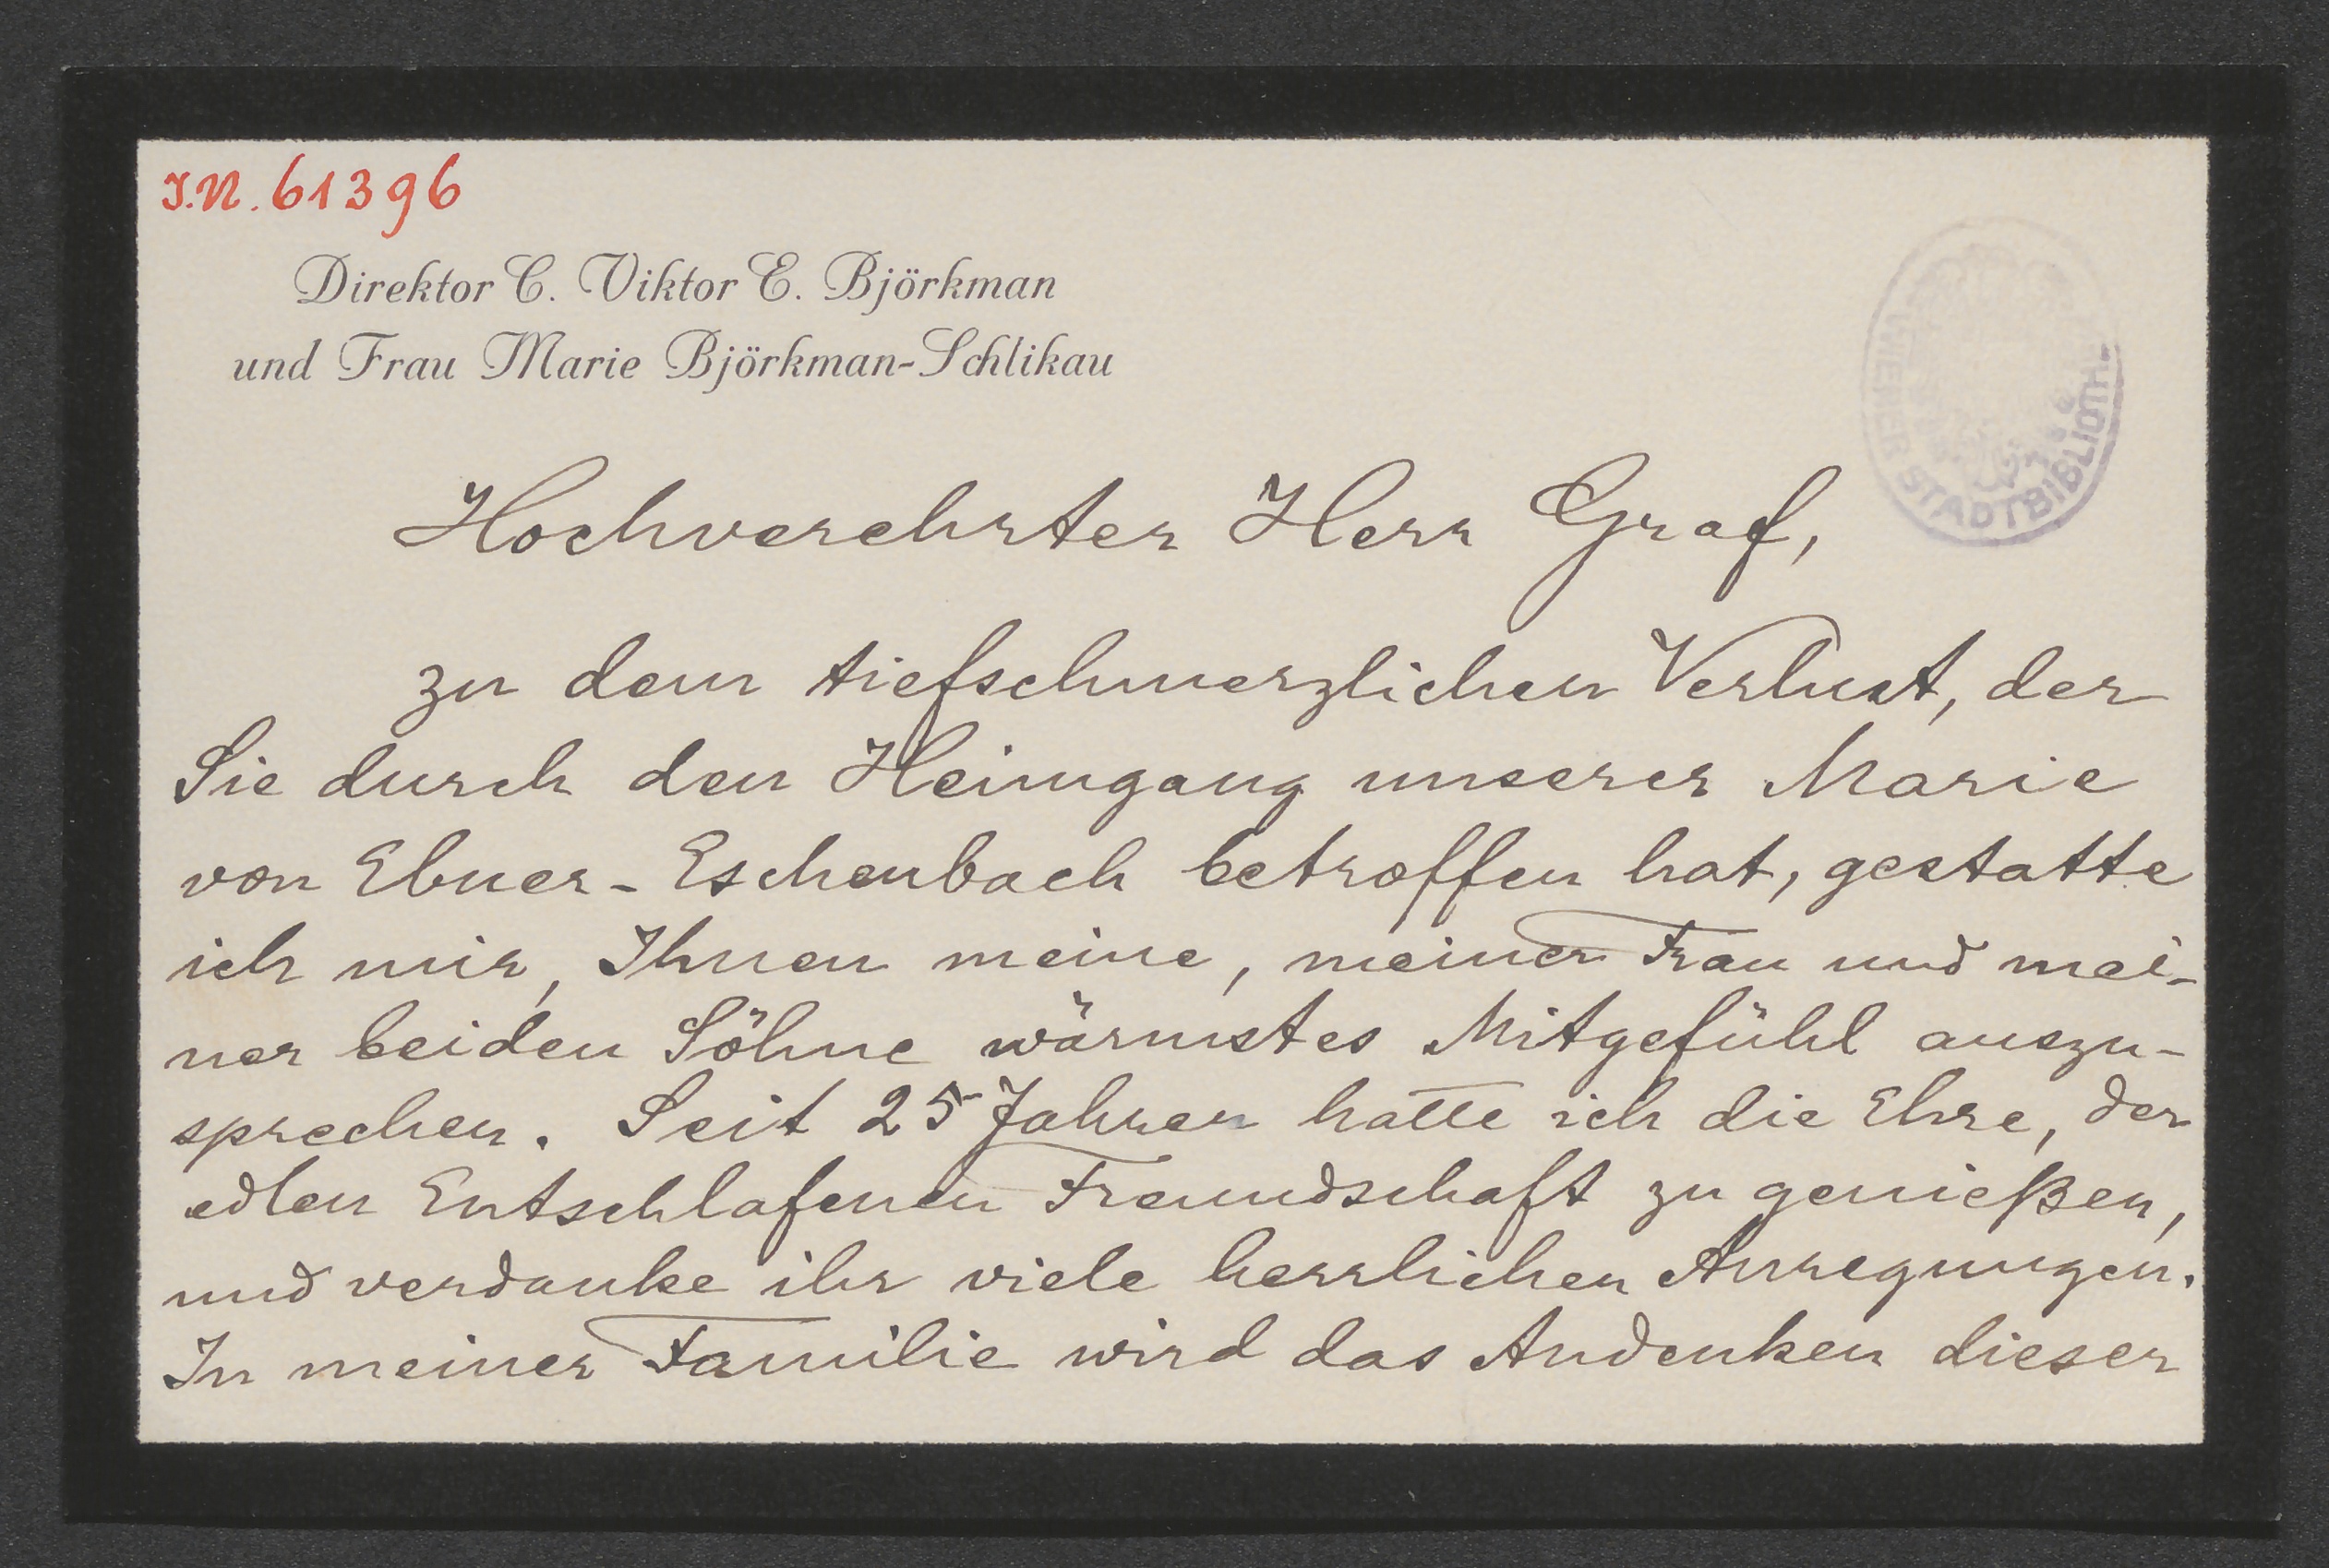 I.N. 61396
Direktor C. Viktor E. Björkman
und Frau Marie Björkman-Schlikau
WIENER STADTBIBLIOTH.
Hochverehrter Herr Graf,
zu dem tiefschmerzlichen Verlust, der
Sie durch den Heimgang unserer Marie
von Ebner-Eschenbach betroffen hat, gestatte
ich mir, Ihnen meine, meiner Frau und mei-
ner beiden Söhne wärmstes Mitgefühl auszu-
sprechen. Seit 25 Jahren hatte ich die Ehre, der
edlen Entschlafenen Freundschaft zu genießen,
und verdanke ihr viele herrlichen Anregungen.
In meiner Familie wird das Andenken dieser